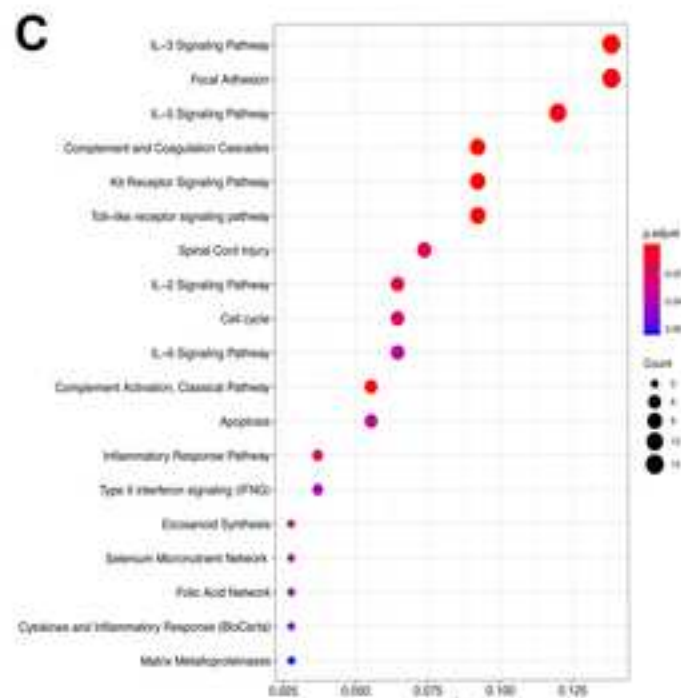 C
IL-3 Signaling Pathway
Focal Adhesion
IL-5 Signaling Pathway
Complement and Coagulation Cascades
Kit Receptor Signaling Pathway
Toll-like receptor signaling pathway
Spinal Cord Injury
IL-2 Signaling Pathway
Cell cycle
Signaling Pathway
Complement Activation, Classical Pathway
Apoptosis
Inflammatory Response Pathway
Type II interferon signaling (IFNG)
Eicosanoid Synthesis
Selenium Micronutrient Network
Folic Acid Network
Cytokines and Inflammatory Response (BioCarta)
Matrix Metalloproteinases
0.025 0.050 0.075 0.100 0.125
p.adjust
Count